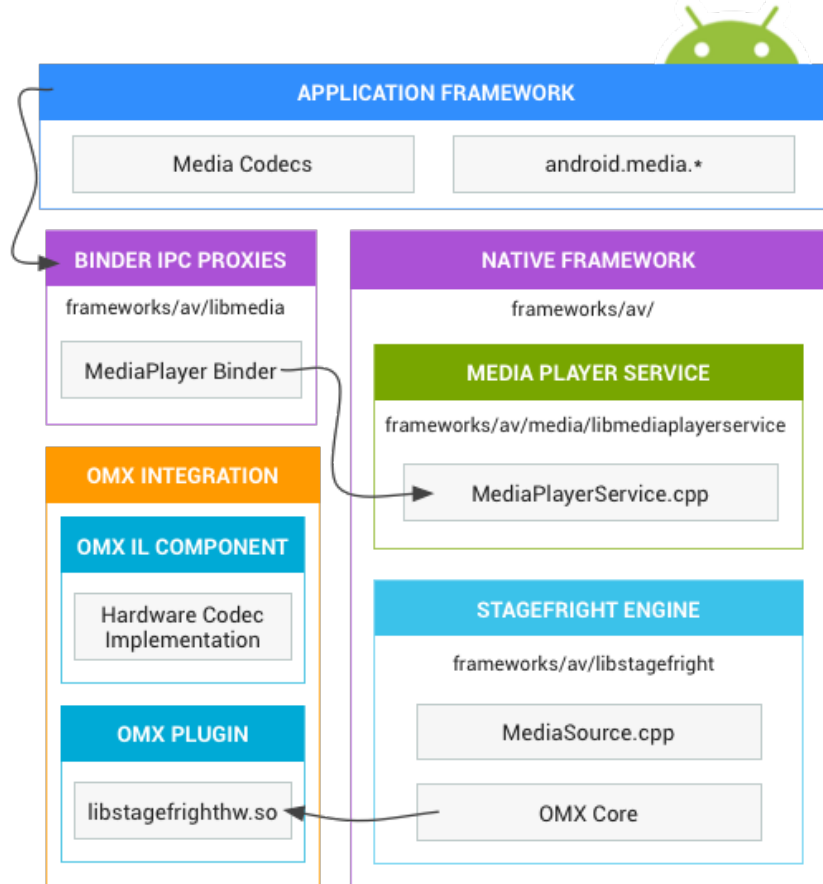 APPLICATION FRAMEWORK
Media Codecs
android.media.*
BINDER IPC PROXIES
frameworks/av/libmedia
MediaPlayer Binder
NATIVE FRAMEWORK
frameworks/av/
MEDIA PLAYER SERVICE
frameworks/av/media/libmediaplayerservice
MediaPlayerService.cpp
OMX INTEGRATION
OMX IL COMPONENT
Hardware Codec
Implementation
OMX PLUGIN
libstagefrighthw.so
STAGEFRIGHT ENGINE
frameworks/av/libstagefright
MediaSource.cpp
OMX Core